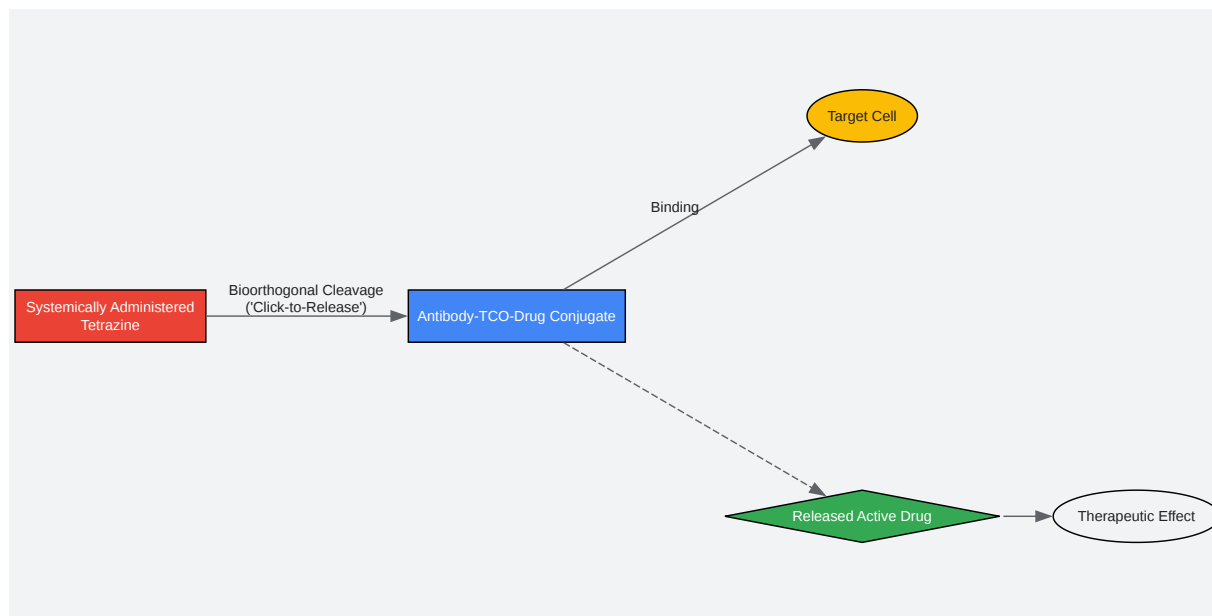 Target Cell
Binding
Bioorthogonal Cleavage
('Click-to-Release')
Systemically Administered
Tetrazine
Antibody-TCO-Drug Conjugate
Released Active Drug
Therapeutic Effect